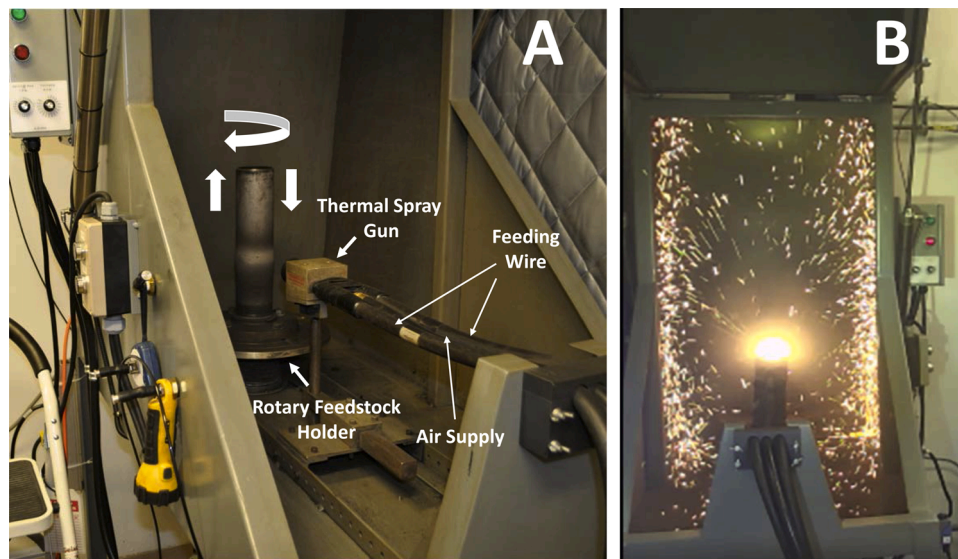 A
B
Thermal Spray
Gun
Feeding
Wire
Rotary Feedstock
Holder
Air Supply